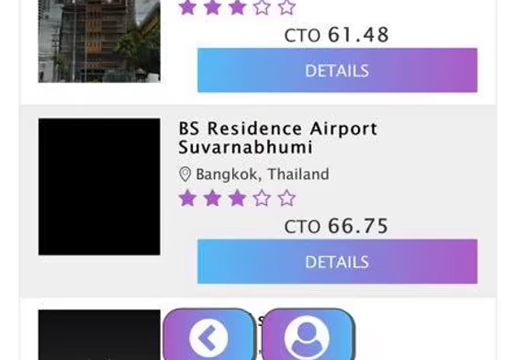 CTO 61.48
DETAILS
BS Residence Airport
Suvarnabhumi
Bangkok, Thailand
CTO 66.75
DETAILS